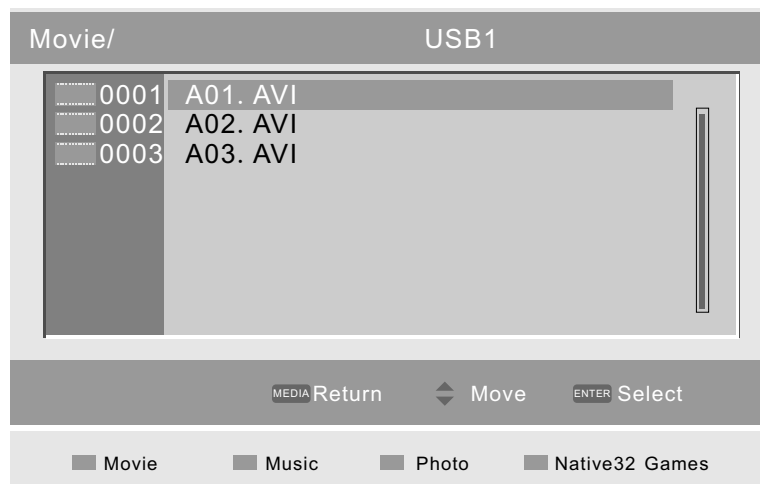 Movie/ USB1
0001 A01. AVI
0002 A02. AVI
0003 A03. AVI
MEDIA Return Move ENTER Select
Movie Music Photo Native32 Games